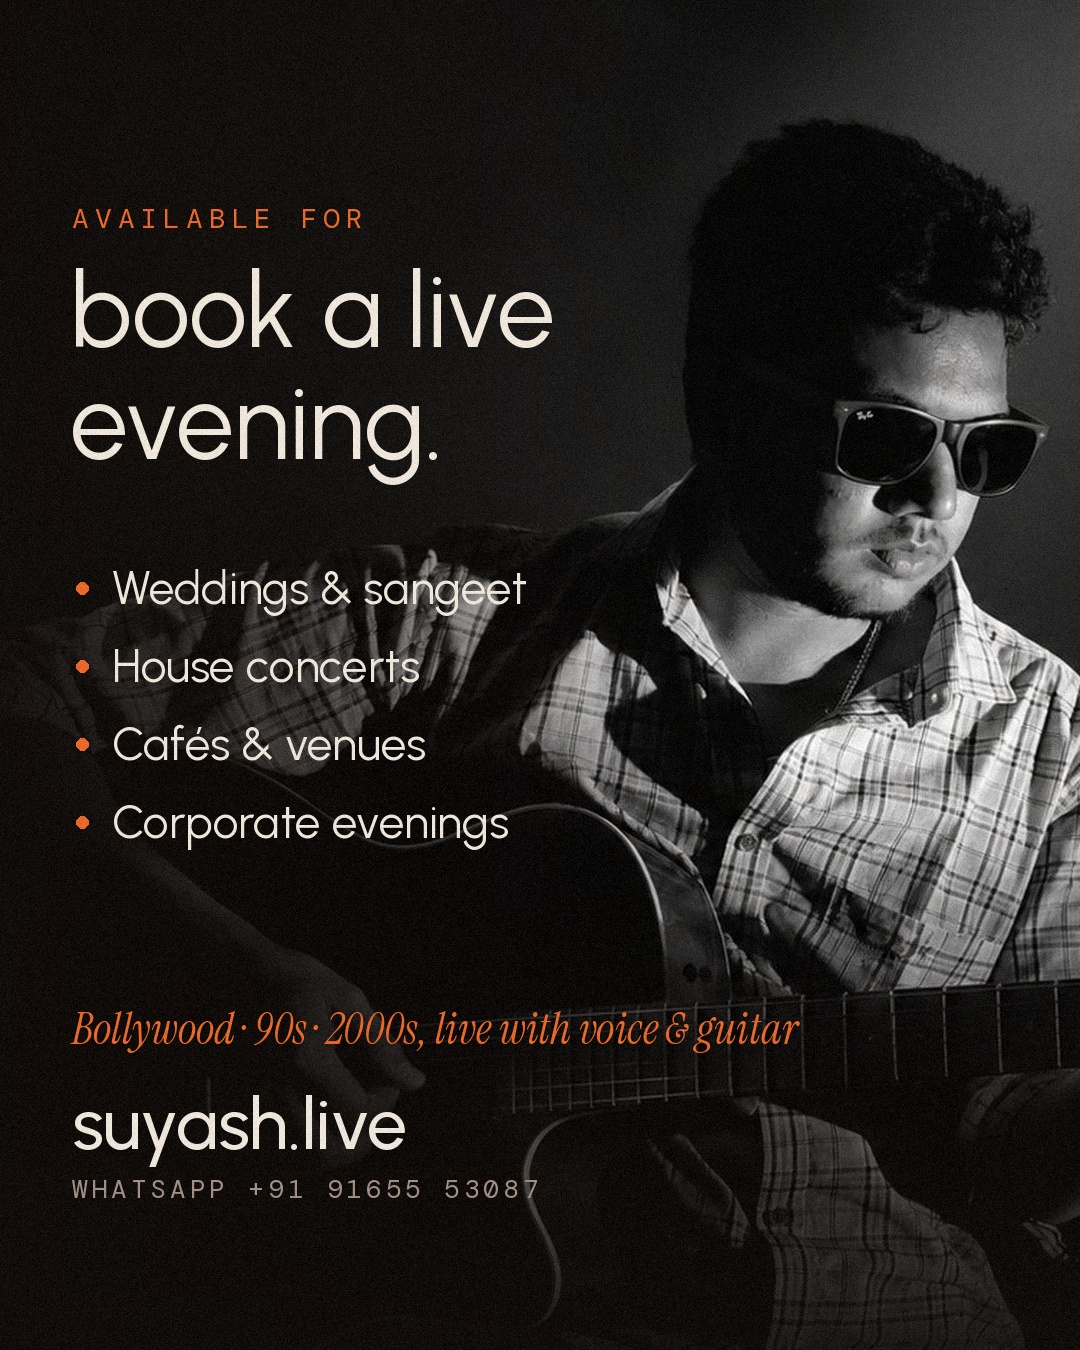 AVAILABLE FOR
book a live
evening.
• Weddings & sangeet
• House concerts
• Cafés & venues
• Corporate evenings
Bollywood · 90s · 2000s, live with voice & guitar
suyash.live
WHATSAPP +91 91655 53087